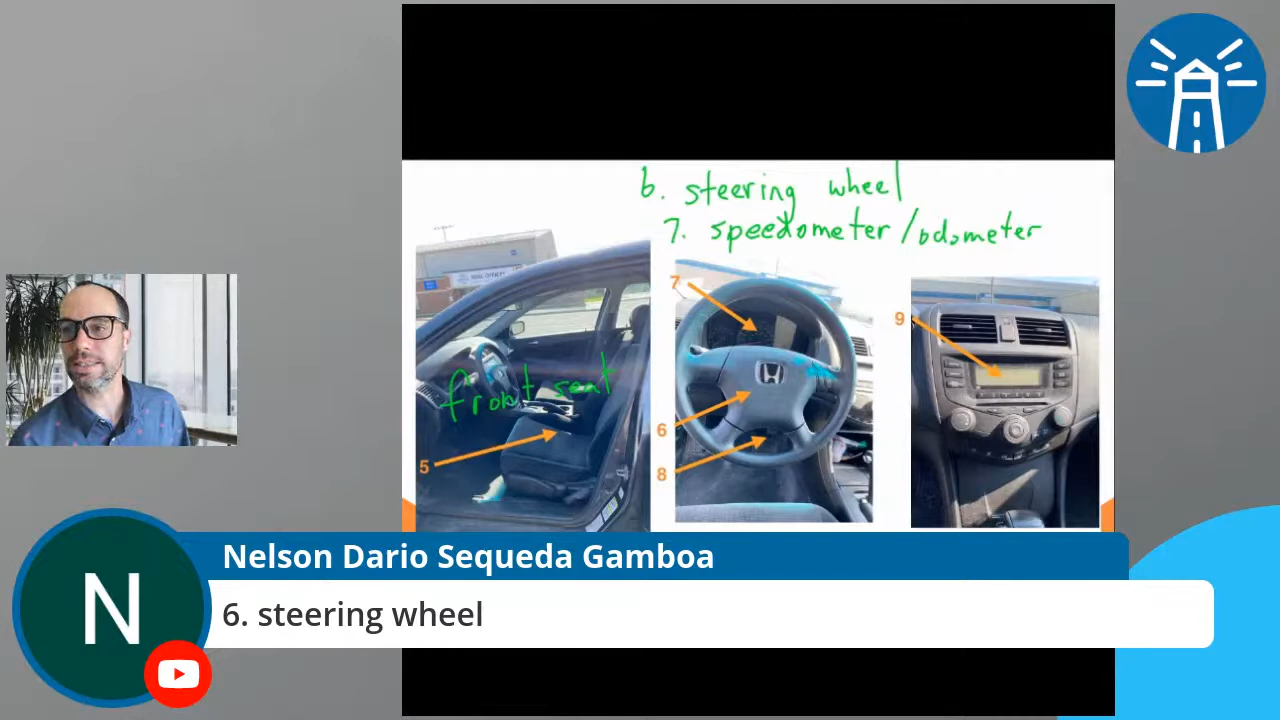 6. steering wheel
7. speedometer/odometer
7
9
front seat
6
5
8
Nelson Dario Sequeda Gamboa
N
6. steering wheel